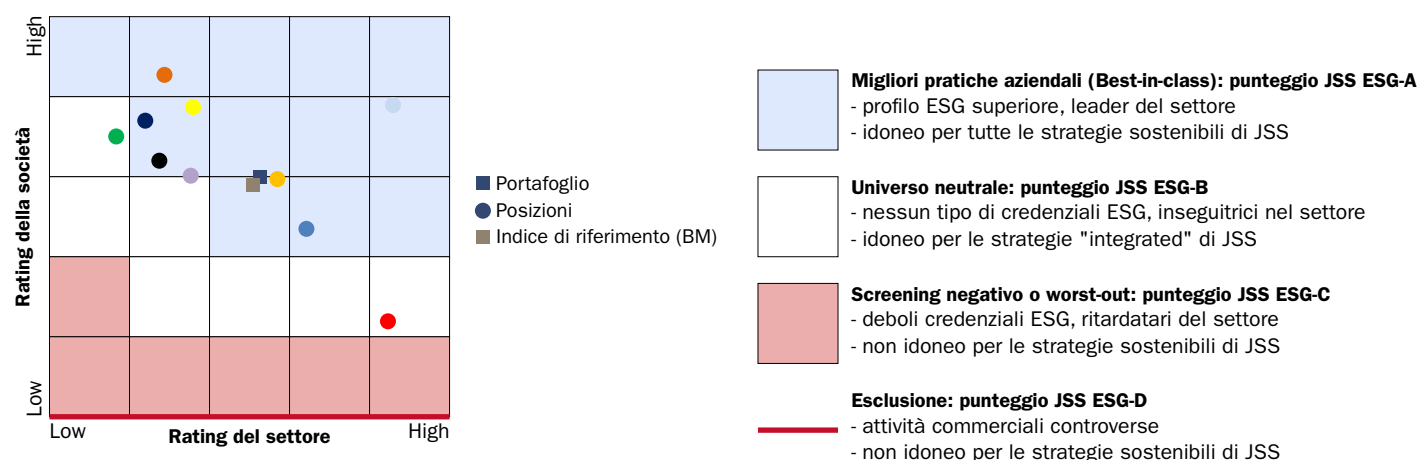 High
Rating della società
Low
Low
Rating del settore
High
Portafoglio
Posizioni
Indice di riferimento (BM)
Migliori pratiche aziendali (Best-in-class): punteggio JSS ESG-A
- profilo ESG superiore, leader del settore
- idoneo per tutte le strategie sostenibili di JSS
Universo neutrale: punteggio JSS ESG-B
- nessun tipo di credenziali ESG, inseguitrici nel settore
- idoneo per le strategie "integrated" di JSS
Screening negativo o worst-out: punteggio JSS ESG-C
- deboli credenziali ESG, ritardatari del settore
- non idoneo per le strategie sostenibili di JSS
Esclusione: punteggio JSS ESG-D
- attività commerciali controverse
- non idoneo per le strategie sostenibili di JSS